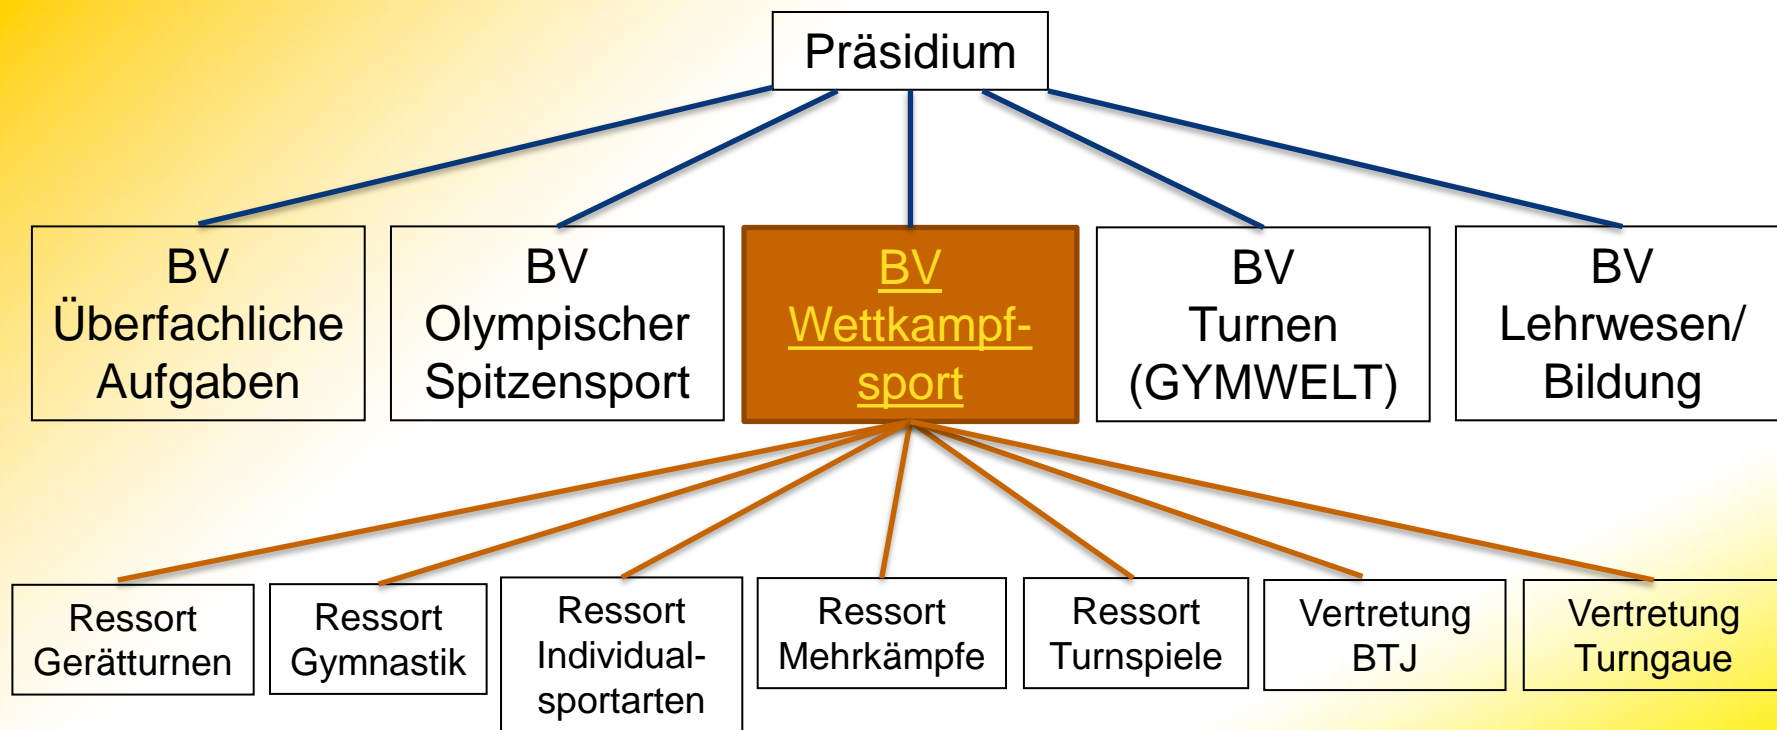 Präsidium
BV
Überfachliche
Aufgaben
BV
Olympischer
Spitzensport
BV
Wettkampf-
sport
BV
Turnen
(GYMWELT)
BV
Lehrwesen/
Bildung
Ressort
Gerätturnen
Ressort
Gymnastik
Ressort
Individual-
sportarten
Ressort
Mehrkämpfe
Ressort
Turnspiele
Vertretung
BTJ
Vertretung
Turngaue